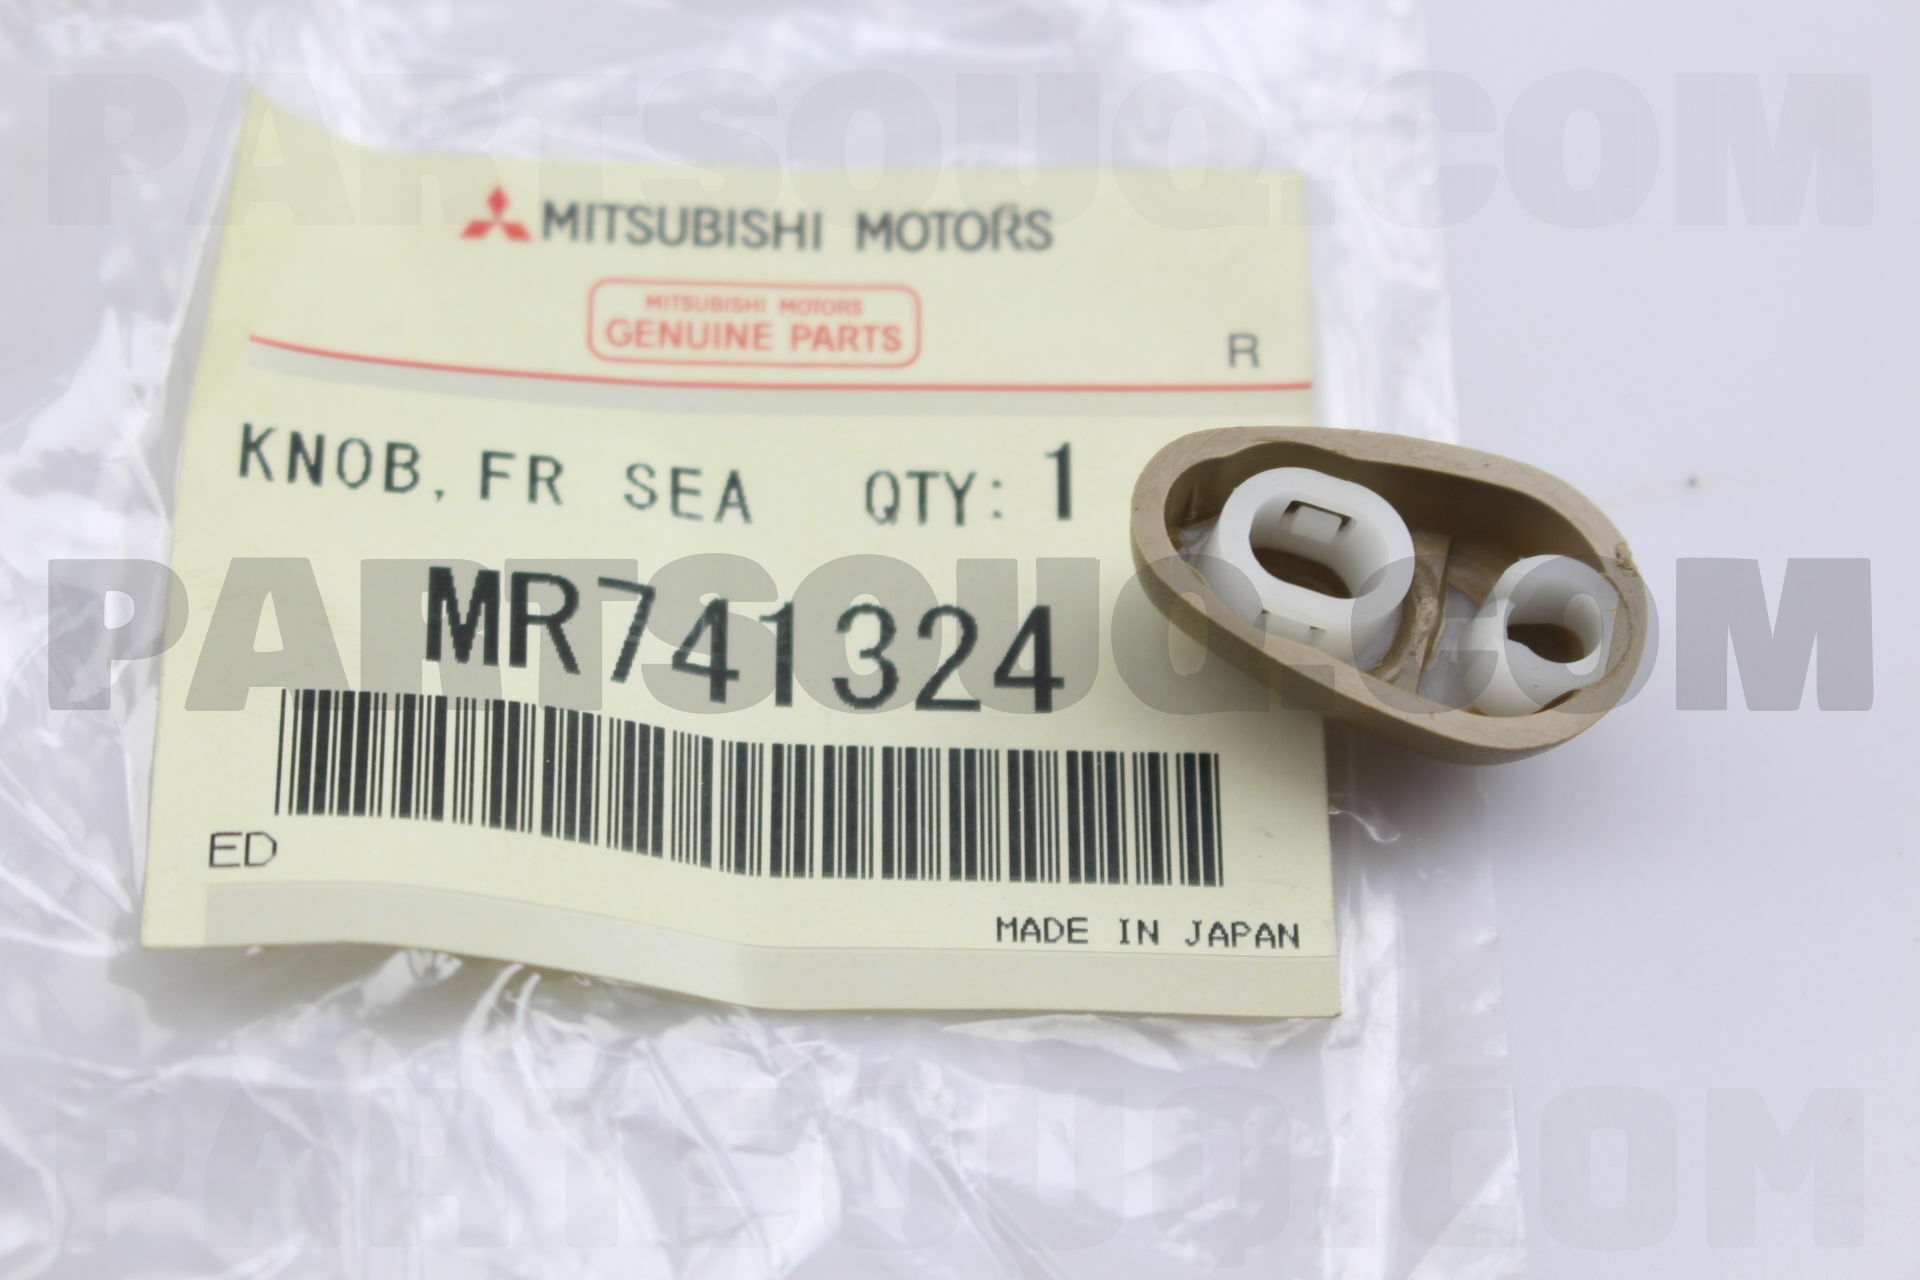 PARTSOUQ.COM
MITSUBISHI MOTORS
MITSUBISHI MOTORS
GENUINE PARTS
R
KNOB, FR SEA QTY: 1
PARTSOUQ.COM
MR741324
ED
MADE IN JAPAN
PARTSOUQ.COM